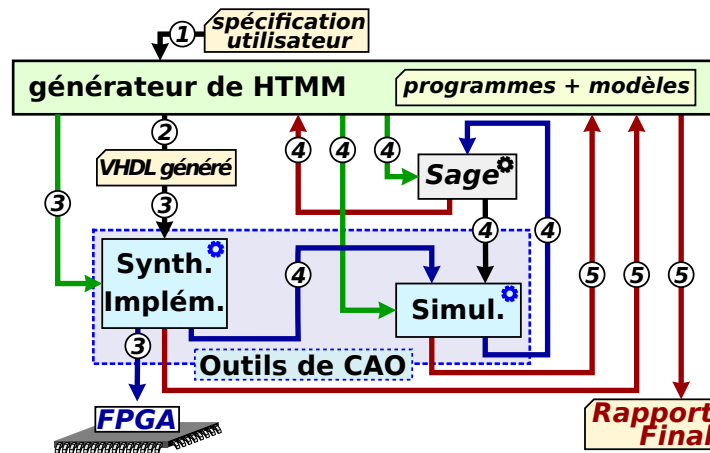 1
spécification
utilisateur
générateur de HTMM
programmes + modèles
2
4
4
4
VHDL généré
Sage
3
3
4
4
Synth.
Implém.
4
5
5
5
Simul.
3
Outils de CAO
FPGA
Rapport
Final